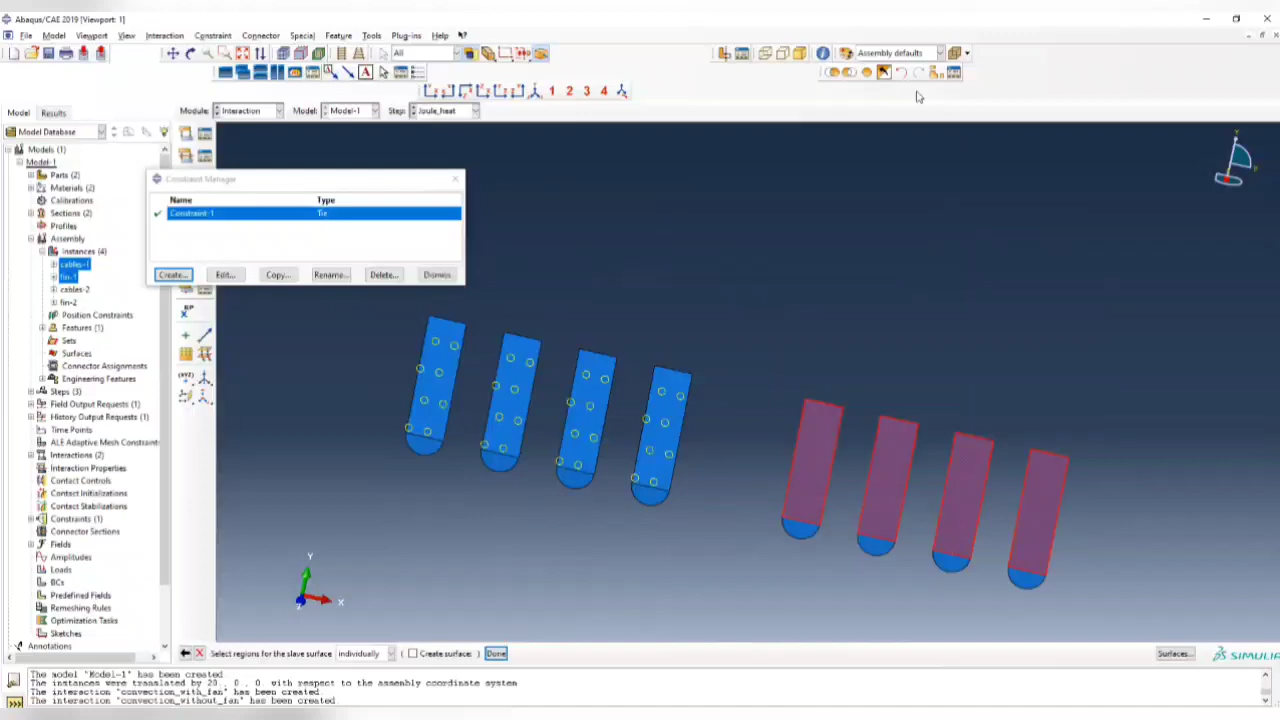 Abaqus/CAE 2019 [Viewport: 1]
File Model Viewport View Interaction Constraint Connector Special Feature Tools Plug-ins Help
All
Assembly defaults
A
1 2 3 4
Model Results
Module: Interaction Model: Model-1 Step: Joule_heat
Model Database
Models (1)
Model-1
Parts (2)
Materials (2)
Calibrations
Sections (2)
Profiles
Assembly
Instances (4)
cables-1
fin-1
cables-2
fin-2
Position Constraints
Features (1)
Sets
Surfaces
Connector Assignments
Engineering Features
Steps (3)
Field Output Requests (1)
History Output Requests (1)
Time Points
ALE Adaptive Mesh Constraints
Interactions (2)
Interaction Properties
Contact Controls
Contact Initializations
Contact Stabilizations
Constraints (1)
Connector Sections
Fields
Amplitudes
Loads
BCs
Predefined Fields
Remeshing Rules
Optimization Tasks
Sketches
Annotations
Constraint Manager
Name Type
Constraint-1 Tie
Create... Edit... Copy... Rename... Delete... Dismiss
RP
(XYZ)
Y
X
Z
Y
X
Select regions for the slave surface individually ( Create surface: ) Done
Surfaces...
SIMULIA
The model "Model-1" has been created.
The instances were translated by 20., 0., 0. with respect to the assembly coordinate system
The interaction "convection_with_fan" has been created.
The interaction "convection_without_fan" has been created.